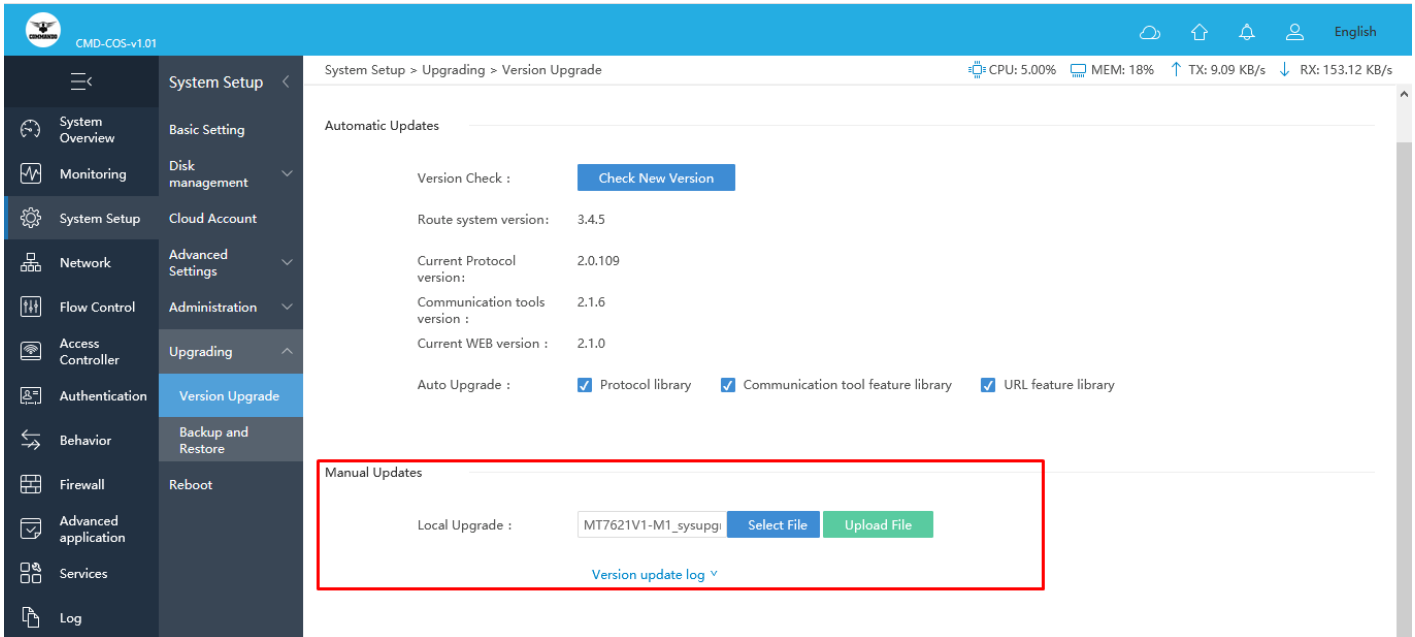 COMMANDO
CMD-COS-v1.01
English
System Setup
System Setup > Upgrading > Version Upgrade
CPU: 5.00%
MEM: 18%
TX: 9.09 KB/s
RX: 153.12 KB/s
System
Overview
Monitoring
System Setup
Network
Flow Control
Access
Controller
Authentication
Behavior
Firewall
Advanced
application
Services
Log
Basic Setting
Disk
management
Cloud Account
Advanced
Settings
Administration
Upgrading
Version Upgrade
Backup and
Restore
Reboot
Automatic Updates
Version Check :
Check New Version
Route system version:
3.4.5
Current Protocol
version:
2.0.109
Communication tools
version :
2.1.6
Current WEB version :
2.1.0
Auto Upgrade :
Protocol library
Communication tool feature library
URL feature library
Manual Updates
Local Upgrade :
MT7621V1-M1_sysupgr
Select File
Upload File
Version update log